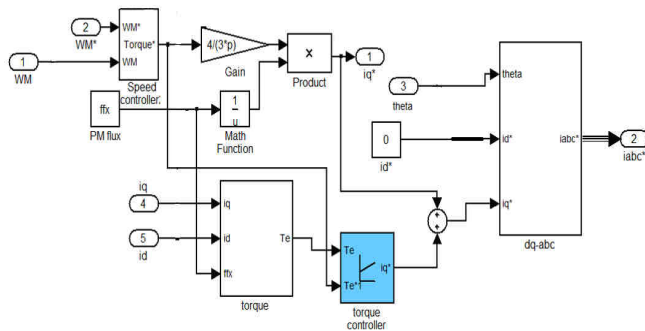 2
WM*
WM*
Torque*
WM
1
WM
Speed
controller:
4/(3*p)
Gain
×
Product
1
iq*
ffx
PM flux
1
u
Math
Function
3
theta
theta
0
id*
id*
iabc*
2
iabc*
iq*
dq-abc
iq
4
iq
5
id
id
Te
ffx
torque
Te
iq*
Te*1
torque
controller
+
+